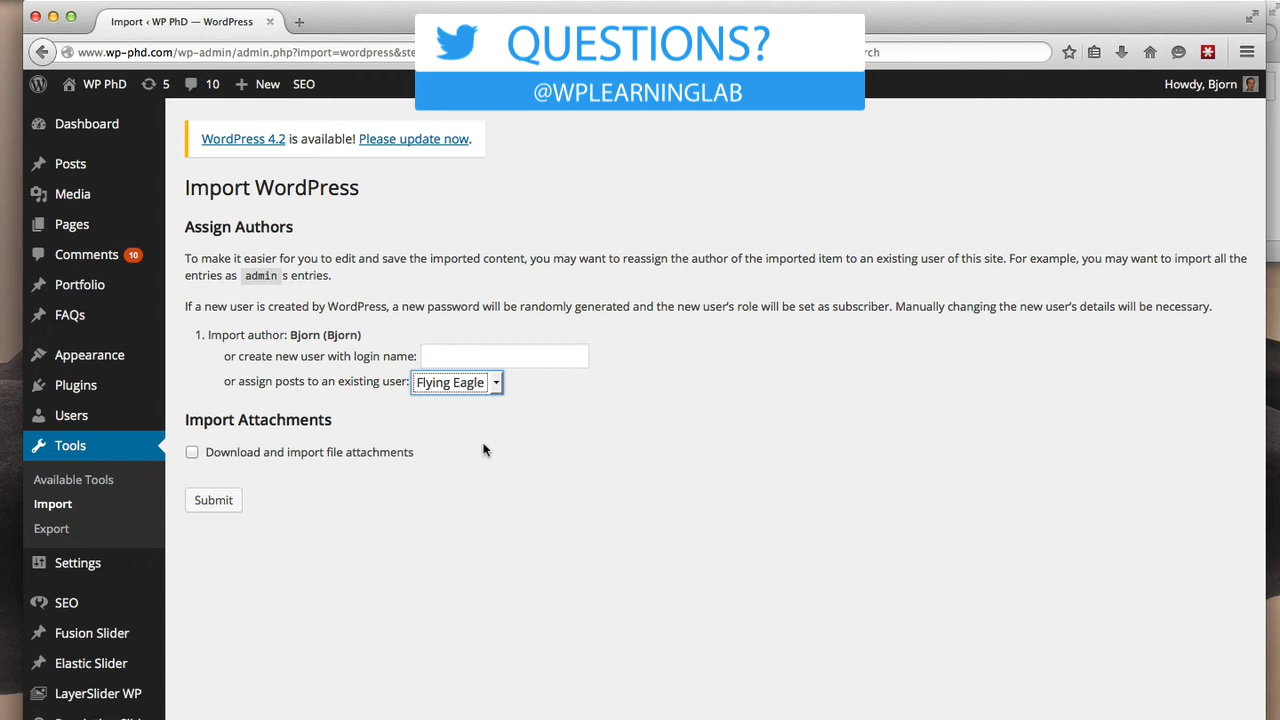 Import ‹ WP PhD — WordPress
www.wp-phd.com/wp-admin/admin.php?import=wordpress&ste
rch
QUESTIONS?
@WPLEARNINGLAB
WP PhD 5 10 New SEO
Howdy, Bjorn
Dashboard
Posts
Media
Pages
Comments 10
Portfolio
FAQs
Appearance
Plugins
Users
Tools
Available Tools
Import
Export
Settings
SEO
Fusion Slider
Elastic Slider
LayerSlider WP
WordPress 4.2 is available! Please update now.
Import WordPress
Assign Authors
To make it easier for you to edit and save the imported content, you may want to reassign the author of the imported item to an existing user of this site. For example, you may want to import all the
entries as admin s entries.
If a new user is created by WordPress, a new password will be randomly generated and the new user's role will be set as subscriber. Manually changing the new user's details will be necessary.
1. Import author: Bjorn (Bjorn)
or create new user with login name:
or assign posts to an existing user: Flying Eagle
Import Attachments
Download and import file attachments
Submit